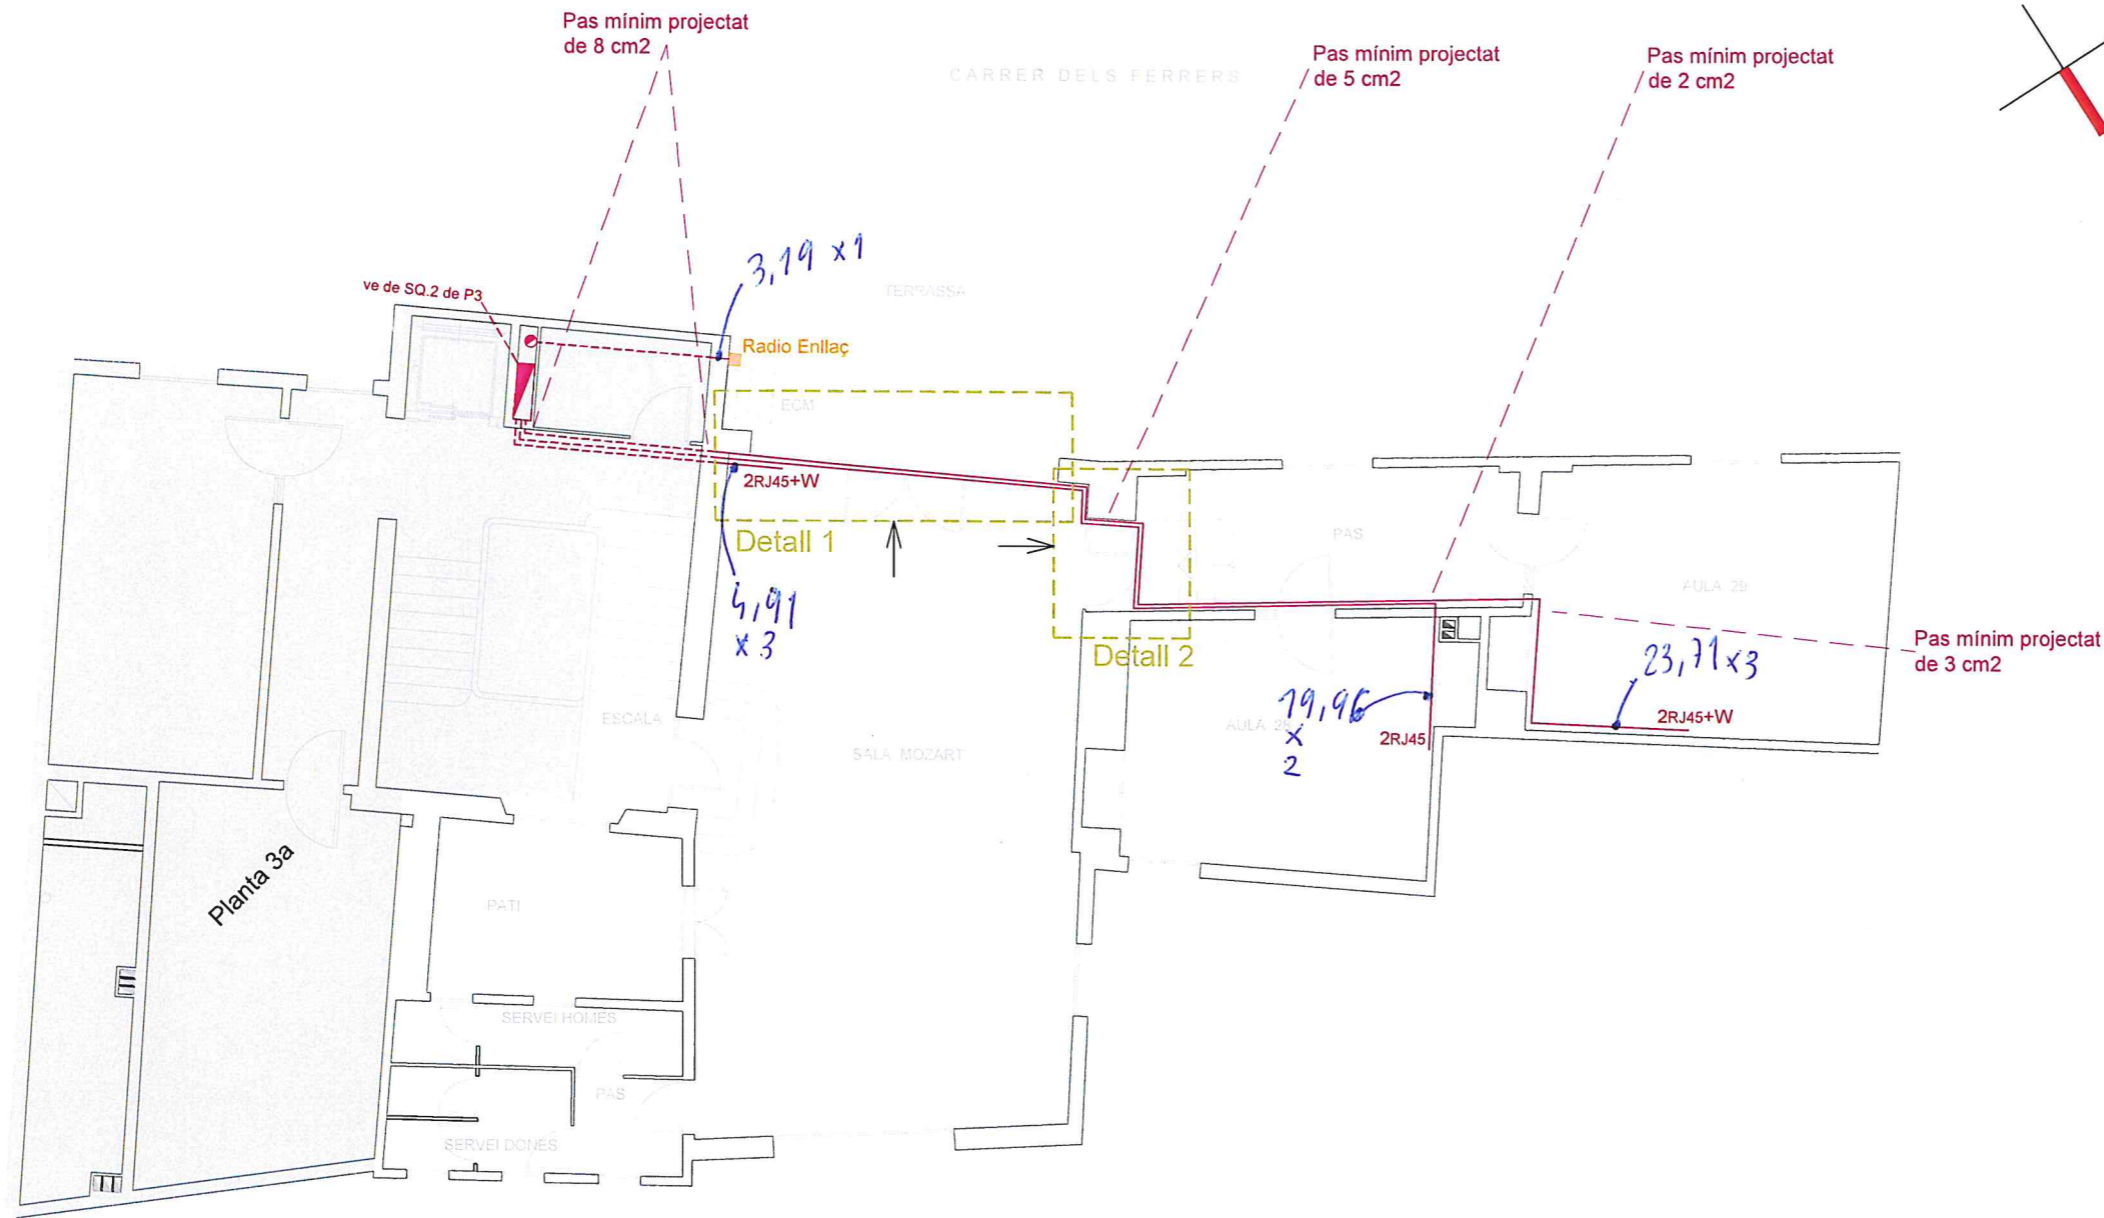 Pas mínim projectat
de 8 cm2
CARRER DELS FERRERS
Pas mínim projectat
de 5 cm2
Pas mínim projectat
de 2 cm2
3,19 x 1
ve de SQ.2 de P3
TERRASSA
Radio Enllaç
ECM
2RJ45+W
Detall 1
PAS
AULA 29
4,91
x 3
Detall 2
Pas mínim projectat
de 3 cm2
23,71 x 3
19,96
x
2
2RJ45
2RJ45+W
ESCALA
SALA MOZART
Planta 3a
PATI
SERVEI HOMES
PAS
SERVEI DONES